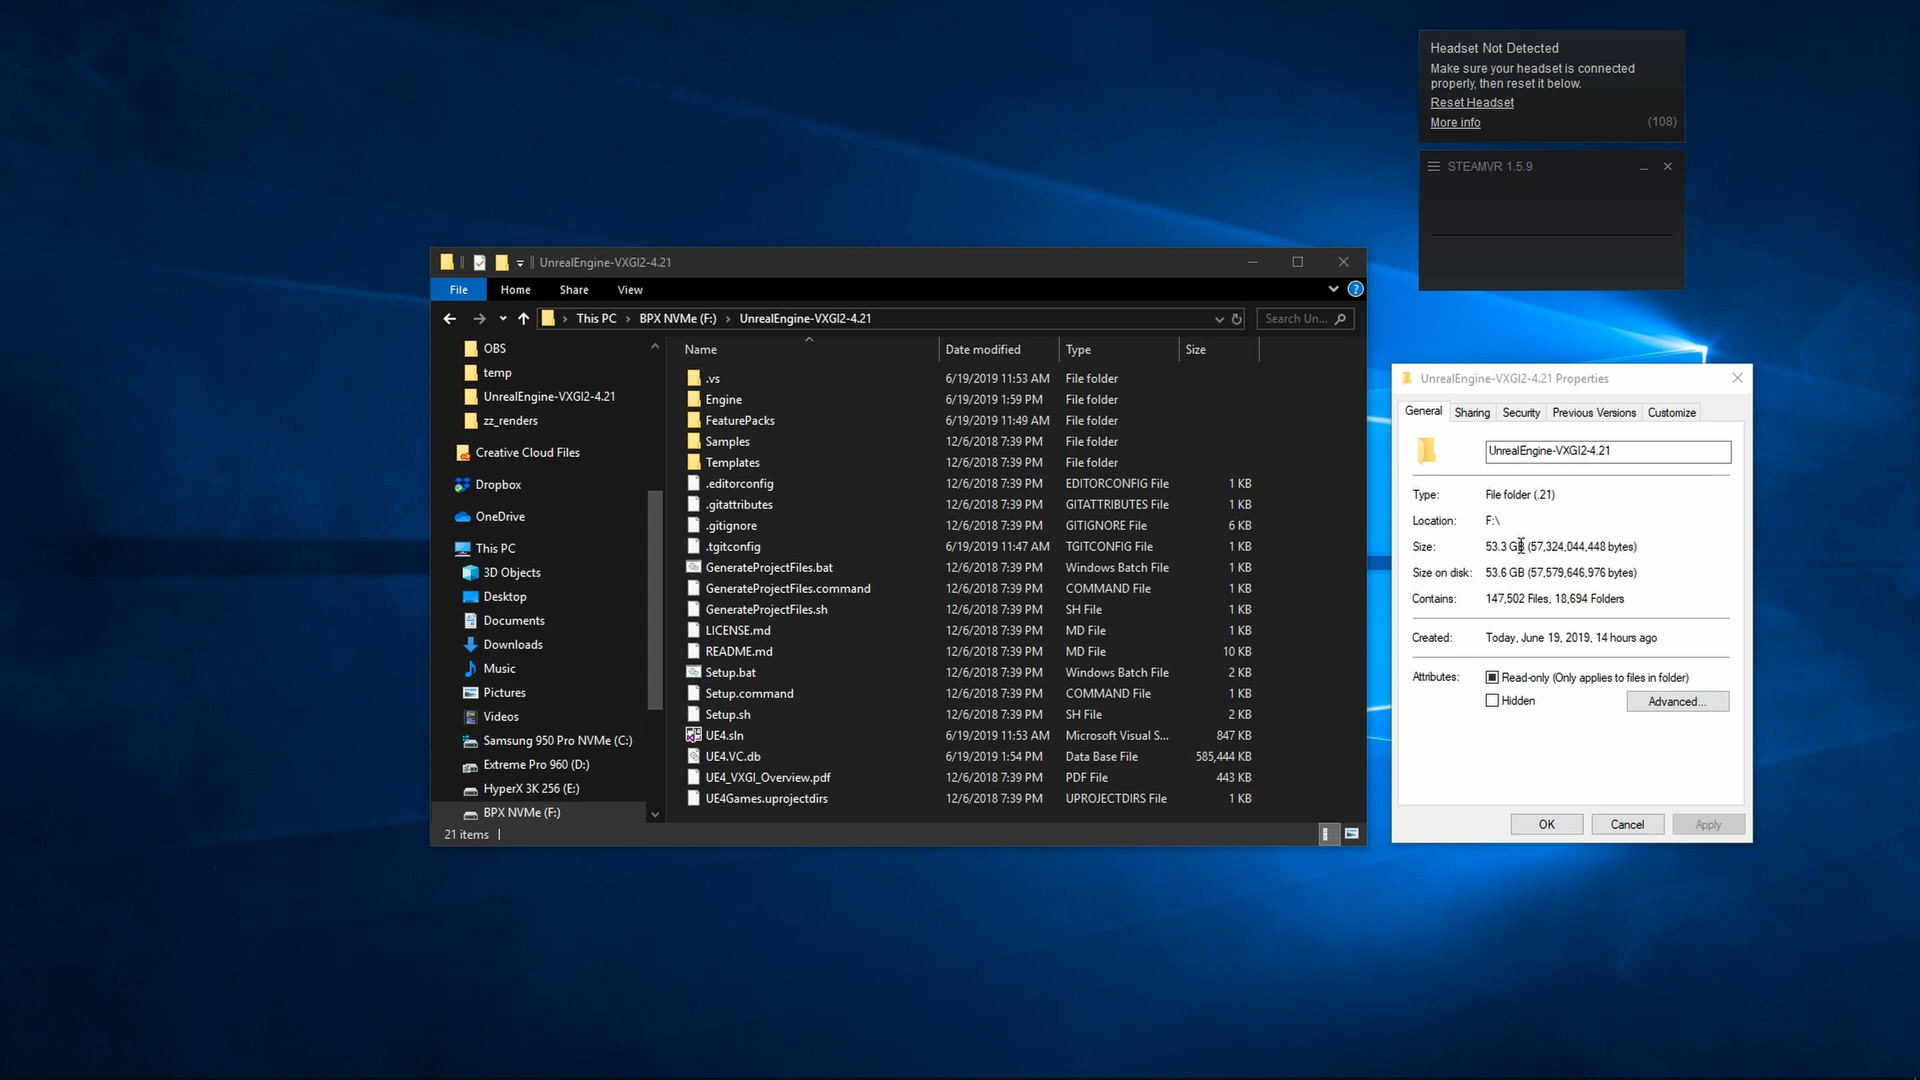 Headset Not Detected
Make sure your headset is connected
properly, then reset it below.
Reset Headset
More info (108)
STEAMVR 1.5.9
UnrealEngine-VXGI2-4.21
File Home Share View
This PC › BPX NVMe (F:) › UnrealEngine-VXGI2-4.21
Search Un...
OBS
temp
UnrealEngine-VXGI2-4.21
zz_renders
Creative Cloud Files
Dropbox
OneDrive
This PC
3D Objects
Desktop
Documents
Downloads
Music
Pictures
Videos
Samsung 950 Pro NVMe (C:)
Extreme Pro 960 (D:)
HyperX 3K 256 (E:)
BPX NVMe (F:)
Name Date modified Type Size
.vs 6/19/2019 11:53 AM File folder
Engine 6/19/2019 1:59 PM File folder
FeaturePacks 6/19/2019 11:49 AM File folder
Samples 12/6/2018 7:39 PM File folder
Templates 12/6/2018 7:39 PM File folder
.editorconfig 12/6/2018 7:39 PM EDITORCONFIG File 1 KB
.gitattributes 12/6/2018 7:39 PM GITATTRIBUTES File 1 KB
.gitignore 12/6/2018 7:39 PM GITIGNORE File 6 KB
.tgitconfig 6/19/2019 11:47 AM TGITCONFIG File 1 KB
GenerateProjectFiles.bat 12/6/2018 7:39 PM Windows Batch File 1 KB
GenerateProjectFiles.command 12/6/2018 7:39 PM COMMAND File 1 KB
GenerateProjectFiles.sh 12/6/2018 7:39 PM SH File 1 KB
LICENSE.md 12/6/2018 7:39 PM MD File 1 KB
README.md 12/6/2018 7:39 PM MD File 10 KB
Setup.bat 12/6/2018 7:39 PM Windows Batch File 2 KB
Setup.command 12/6/2018 7:39 PM COMMAND File 1 KB
Setup.sh 12/6/2018 7:39 PM SH File 2 KB
UE4.sln 6/19/2019 11:53 AM Microsoft Visual S... 847 KB
UE4.VC.db 6/19/2019 1:54 PM Data Base File 585,444 KB
UE4_VXGI_Overview.pdf 12/6/2018 7:39 PM PDF File 443 KB
UE4Games.uprojectdirs 12/6/2018 7:39 PM UPROJECTDIRS File 1 KB
21 items
UnrealEngine-VXGI2-4.21 Properties
General Sharing Security Previous Versions Customize
UnrealEngine-VXGI2-4.21
Type: File folder (.21)
Location: F:\
Size: 53.3 GB (57,324,044,448 bytes)
Size on disk: 53.6 GB (57,579,646,976 bytes)
Contains: 147,502 Files, 18,694 Folders
Created: Today, June 19, 2019, 14 hours ago
Attributes: Read-only (Only applies to files in folder)
Hidden Advanced...
OK Cancel Apply